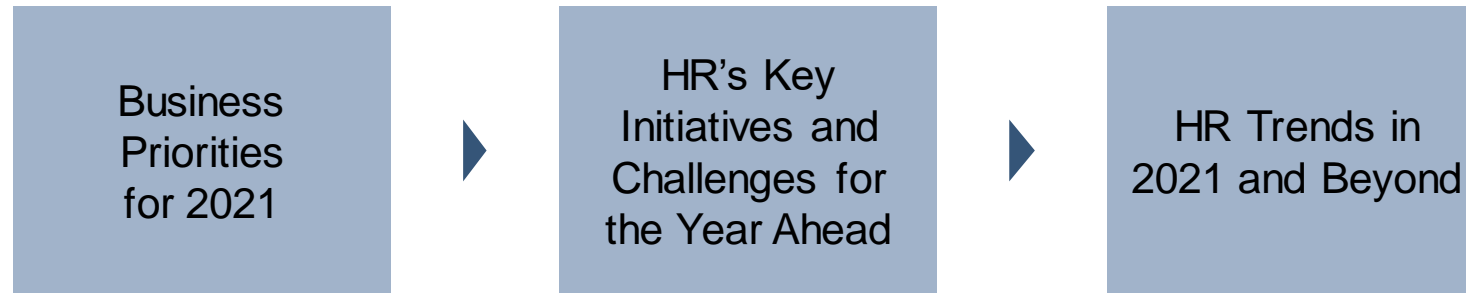 Business
Priorities
for 2021
HR’s Key
Initiatives and
Challenges for
the Year Ahead
HR Trends in
2021 and Beyond